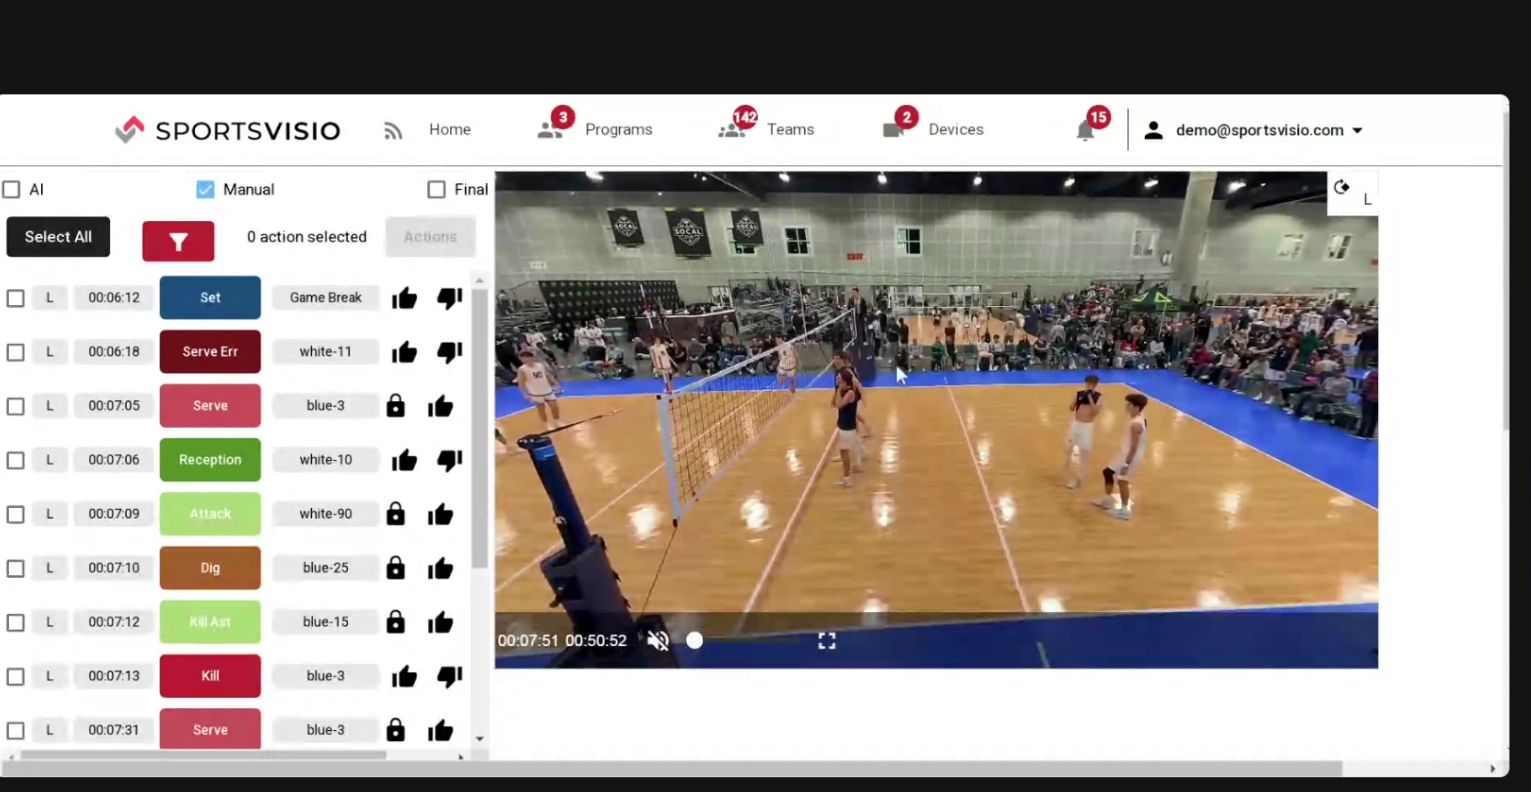 SPORTSVISIO
Home
3
Programs
142
Teams
2
Devices
15
demo@sportsvisio.com
AI
Manual
Final
Select All
0 action selected
Actions
L 00:06:12 Set Game Break
L 00:06:18 Serve Err white-11
L 00:07:05 Serve blue-3
L 00:07:06 Reception white-10
L 00:07:09 Attack white-90
L 00:07:10 Dig blue-25
L 00:07:12 Kill Ast blue-15
L 00:07:13 Kill blue-3
L 00:07:31 Serve blue-3
L
SOCAL
SOCAL
SOCAL
EXIT
00:07:51 00:50:52